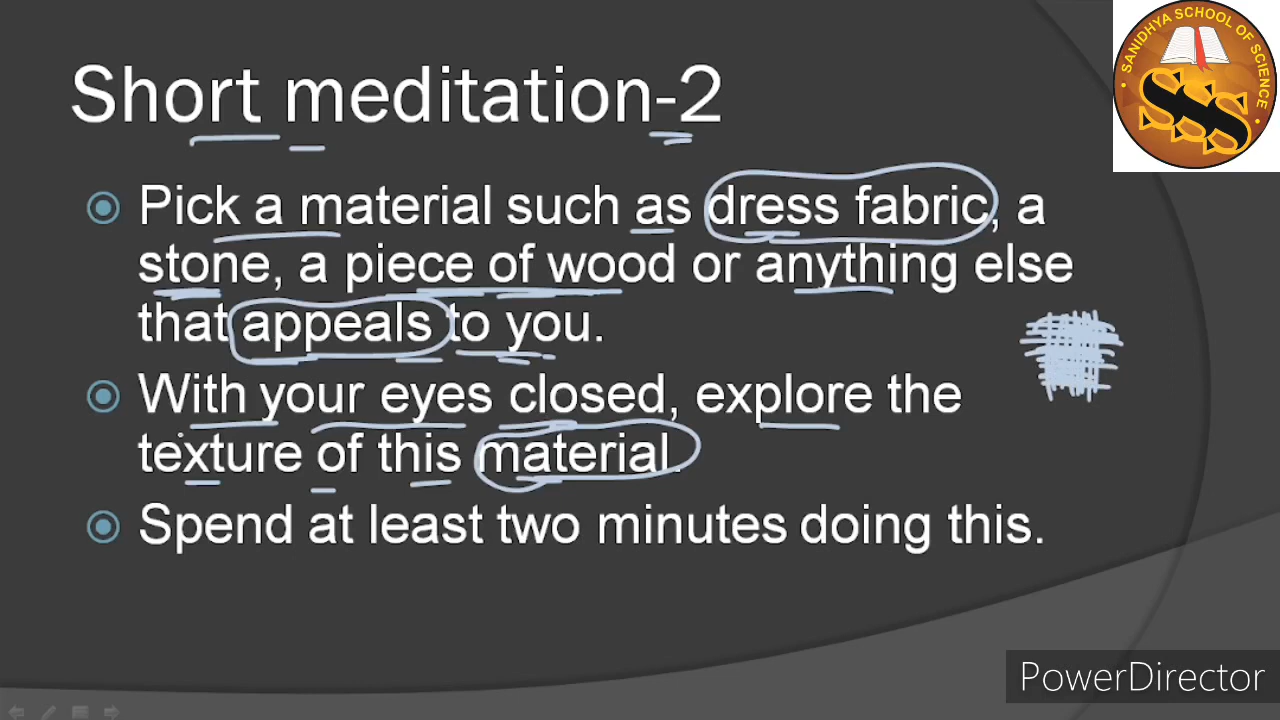 Short meditation-2
Pick a material such as dress fabric, a
stone, a piece of wood or anything else
that appeals to you.
With your eyes closed, explore the
texture of this material.
Spend at least two minutes doing this.
SANIDHYA SCHOOL OF SCIENCE
SSS
PowerDirector